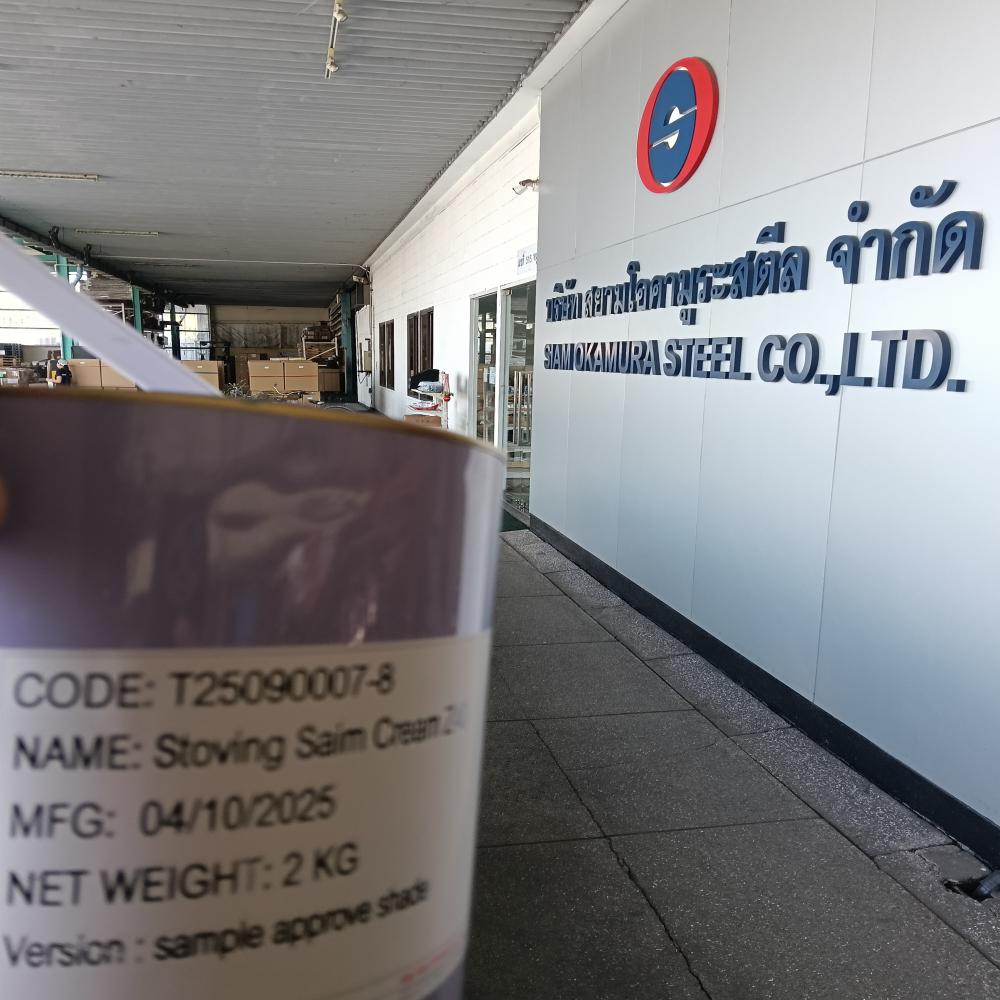 บริษัท สยามโอคามูระสตีล จำกัด
SIAM OKAMURA STEEL CO.,LTD.
CODE: T25090007-8
NAME: Stoving Saim Cream
MFG: 04/10/2025
NET WEIGHT: 2 KG
Version : sample approve shade